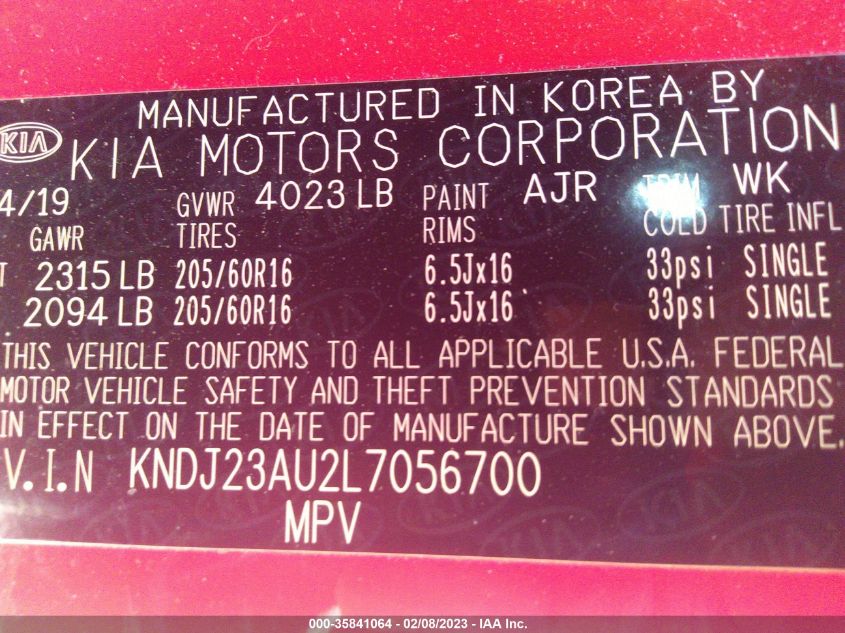 MANUFACTURED IN KOREA BY
KIA KIA MOTORS CORPORATION
4/19 GVWR 4023 LB PAINT AJR TRIM WK
GAWR TIRES RIMS COLD TIRE INFL
T 2315 LB 205/60R16 6.5Jx16 33psi SINGLE
2094 LB 205/60R16 6.5Jx16 33psi SINGLE
THIS VEHICLE CONFORMS TO ALL APPLICABLE U.S.A. FEDERAL
MOTOR VEHICLE SAFETY AND THEFT PREVENTION STANDARDS
IN EFFECT ON THE DATE OF MANUFACTURE SHOWN ABOVE.
V.I.N KNDJ23AU2L7056700
MPV
000-35841064 - 02/08/2023 - IAA Inc.